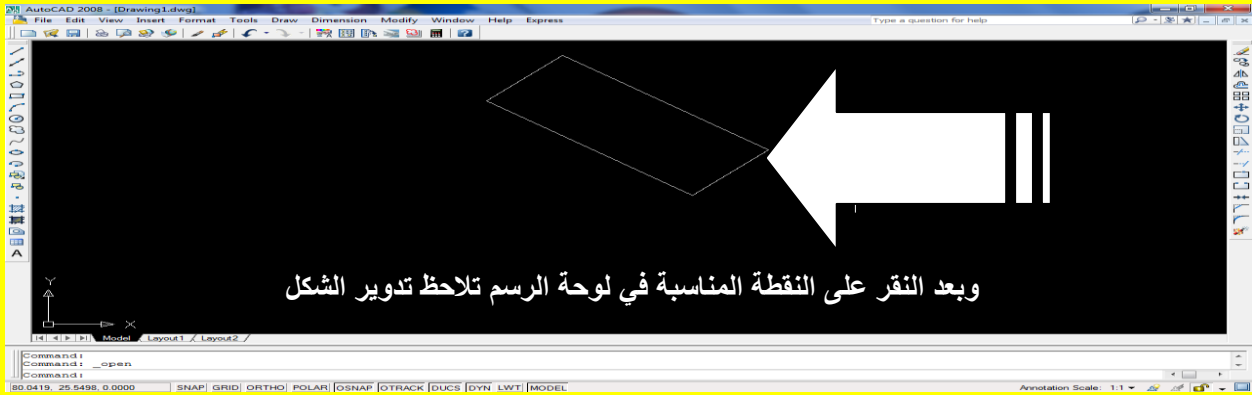 AutoCAD 2008 - [Drawing1.dwg]
File Edit View Insert Format Tools Draw Dimension Modify Window Help Express
Type a question for help
A
Y
X
وبعد النقر على النقطة المناسبة في لوحة الرسم تلاحظ تدوير الشكل
Model Layout1 Layout2
Command:
Command: _open
Command:
80.0419, 25.5498, 0.0000 SNAP GRID ORTHO POLAR OSNAP OTRACK DUCS DYN LWT MODEL Annotation Scale: 1:1